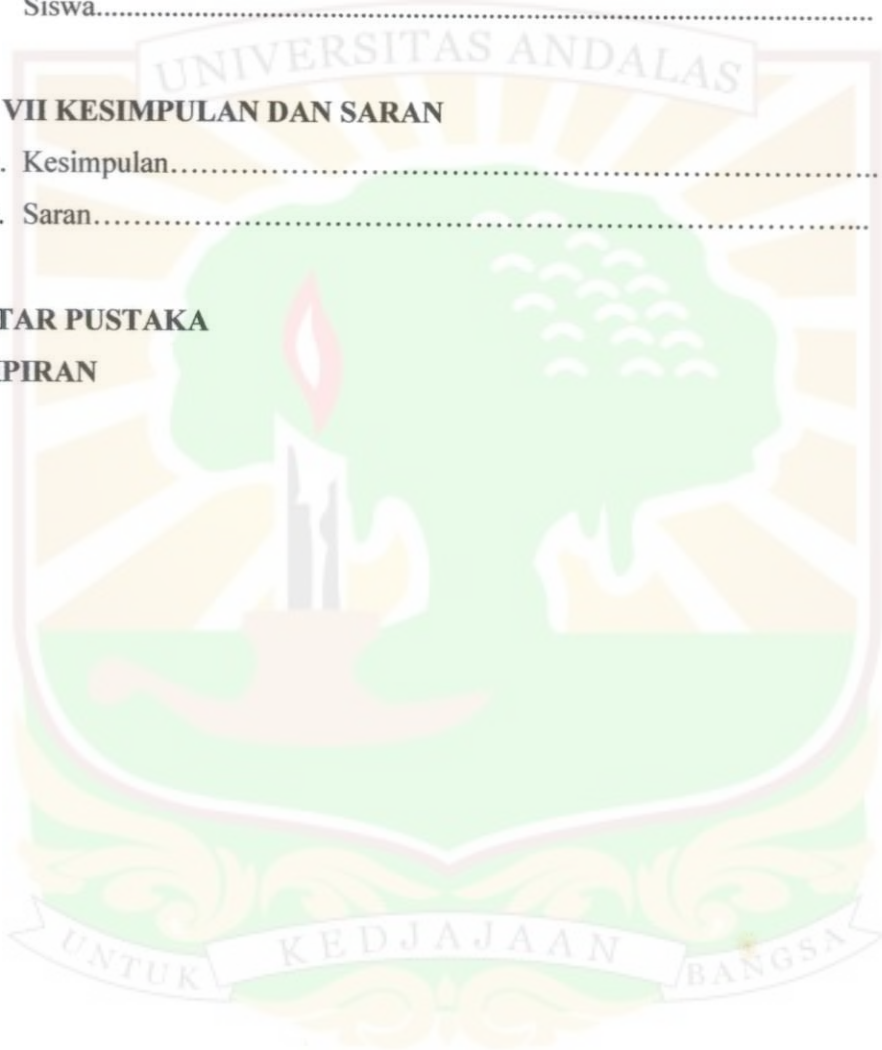 Siswa........................................................................................................
UNIVERSITAS ANDALAS
VII KESIMPULAN DAN SARAN
. Kesimpulan........................................................................................
. Saran..................................................................................................
TAR PUSTAKA
PIRAN
UNTUK KEDJAJAAN BANGSA